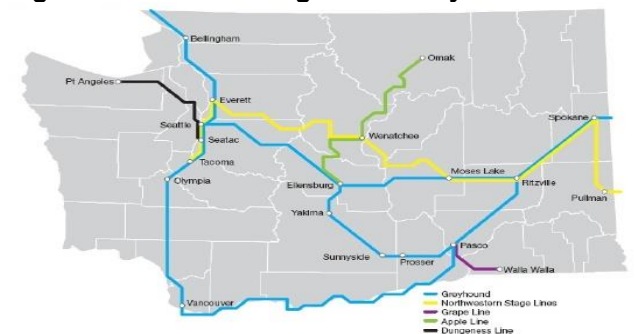 Bellingham
Omak
Pt Angeles
Everett
Spokane
Seattle
Wenatchee
Seatac
Tacoma
Moses Lake
Olympia
Ellensburg
Ritzville
Pullman
Yakima
Pasco
Sunnyside
Prosser
Walla Walla
Vancouver
Greyhound
Northwestern Stage Lines
Grape Line
Apple Line
Dungeness Line